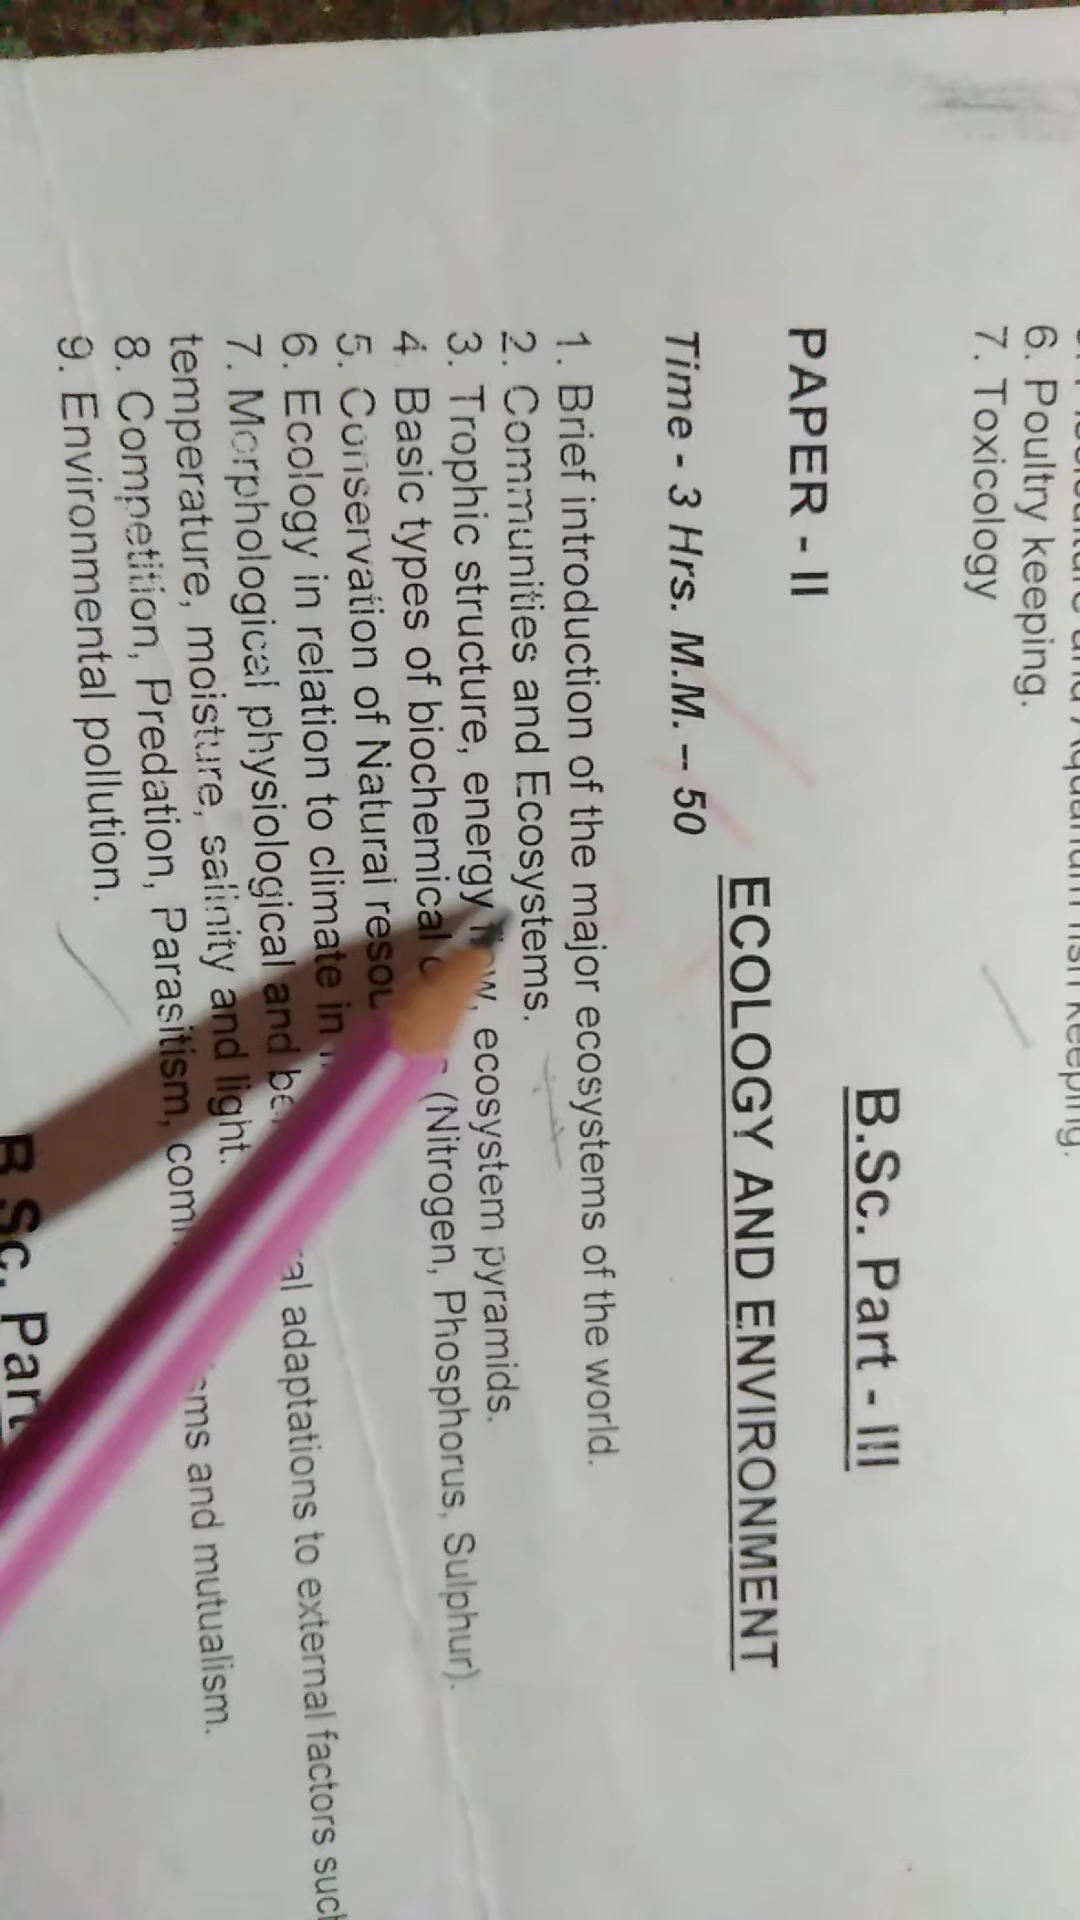 6. Poultry keeping.
7. Toxicology
B.Sc. Part - III
PAPER - II
ECOLOGY AND ENVIRONMENT
Time - 3 Hrs. M.M. -- 50
1. Brief introduction of the major ecosystems of the world.
2. Communities and Ecosystems.
3. Trophic structure, energy ecosystem pyramids.
4. Basic types of biochemical (Nitrogen, Phosphorus, Sulphur).
5. Conservation of Natural
6. Ecology in relation to climate in
7. Morphological physiological and adaptations to external factors such
temperature, moisture, salinity and light.
8. Competition, Predation, Parasitism, and mutualism.
9. Environmental pollution.
B.Sc. Part